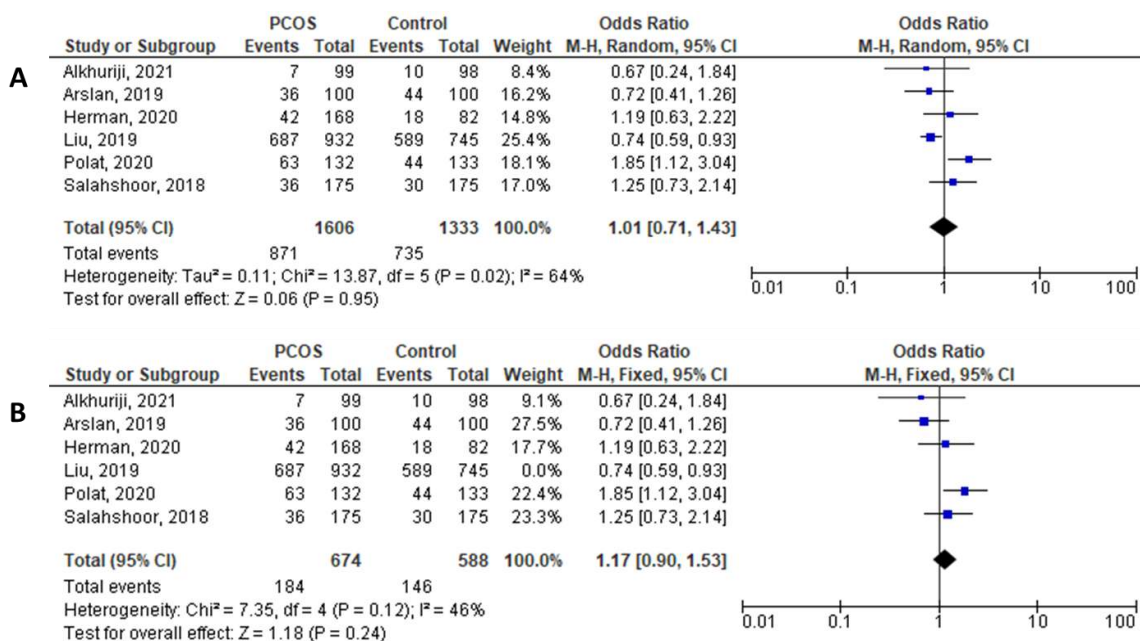 A
PCOS Control Odds Ratio Odds Ratio
Study or Subgroup Events Total Events Total Weight M-H, Random, 95% CI M-H, Random, 95% CI
Alkhuriji, 2021 7 99 10 98 8.4% 0.67 [0.24, 1.84]
Arslan, 2019 36 100 44 100 16.2% 0.72 [0.41, 1.26]
Herman, 2020 42 168 18 82 14.8% 1.19 [0.63, 2.22]
Liu, 2019 687 932 589 745 25.4% 0.74 [0.59, 0.93]
Polat, 2020 63 132 44 133 18.1% 1.85 [1.12, 3.04]
Salahshoor, 2018 36 175 30 175 17.0% 1.25 [0.73, 2.14]
Total (95% CI) 1606 1333 100.0% 1.01 [0.71, 1.43]
Total events 871 735
Heterogeneity: Tau² = 0.11; Chi² = 13.87, df = 5 (P = 0.02); I² = 64%
Test for overall effect: Z = 0.06 (P = 0.95)
0.01 0.1 1 10 100
B
PCOS Control Odds Ratio Odds Ratio
Study or Subgroup Events Total Events Total Weight M-H, Fixed, 95% CI M-H, Fixed, 95% CI
Alkhuriji, 2021 7 99 10 98 9.1% 0.67 [0.24, 1.84]
Arslan, 2019 36 100 44 100 27.5% 0.72 [0.41, 1.26]
Herman, 2020 42 168 18 82 17.7% 1.19 [0.63, 2.22]
Liu, 2019 687 932 589 745 0.0% 0.74 [0.59, 0.93]
Polat, 2020 63 132 44 133 22.4% 1.85 [1.12, 3.04]
Salahshoor, 2018 36 175 30 175 23.3% 1.25 [0.73, 2.14]
Total (95% CI) 674 588 100.0% 1.17 [0.90, 1.53]
Total events 184 146
Heterogeneity: Chi² = 7.35, df = 4 (P = 0.12); I² = 46%
Test for overall effect: Z = 1.18 (P = 0.24)
0.01 0.1 1 10 100